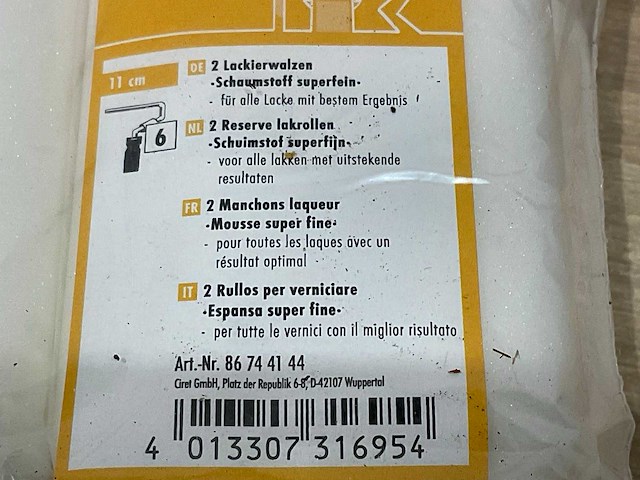 11 cm
6
DE 2 Lackierwalzen
-Schaumstoff superfein-
- für alle Lacke mit bestem Ergebnis
NL 2 Reserve lakrollen
-Schuimstof superfijn-
- voor alle lakken met uitstekende
resultaten
FR 2 Manchons laqueur
-Mousse super fine-
- pour toutes les laques avec un
résultat optimal
IT 2 Rullos per verniciare
-Espansa super fine-
- per tutte le vernici con il miglior risultato
Art.-Nr. 86 74 41 44
Ciret GmbH, Platz der Republik 6-8, D-42107 Wuppertal
4 013307 316954